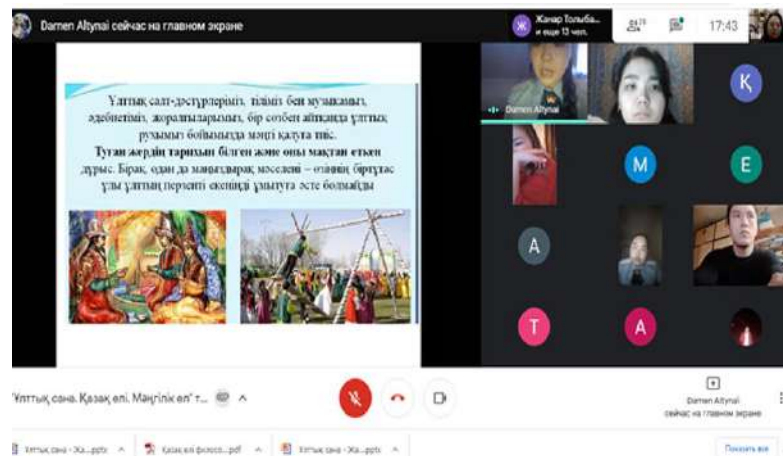 Damen Altynai сейчас на главном экране
Жанар Толыба...
и еще 13 чел.
17:43
Ж
Ұлттық салт-дәстүрлеріміз, тіліміз бен музыкамыз,
әдебиетіміз, жоралғыларымыз, бір сөзбен айтқанда ұлттық
рухымыз бойымызда мәңгі қалуға тиіс.
Туған жердің тарихын білген және оны мақтан еткен
дұрыс. Бірақ, одан да маңыздырақ мәселені – өзіңнің біртұтас
ұлы ұлттың перзенті екеніңді ұмытуға әсте болмайды
Damen Altynai
Қ
М
Е
А
Т
А
"Ұлттық сана. Қазақ елі. Мәңгілік ел" т...
Damen Altynai
сейчас на главном экране
Ұлттық сана - Жа....pptx
Қазақ елі филосо....pdf
Ұлттық сана - Жа....pptx
Показать все